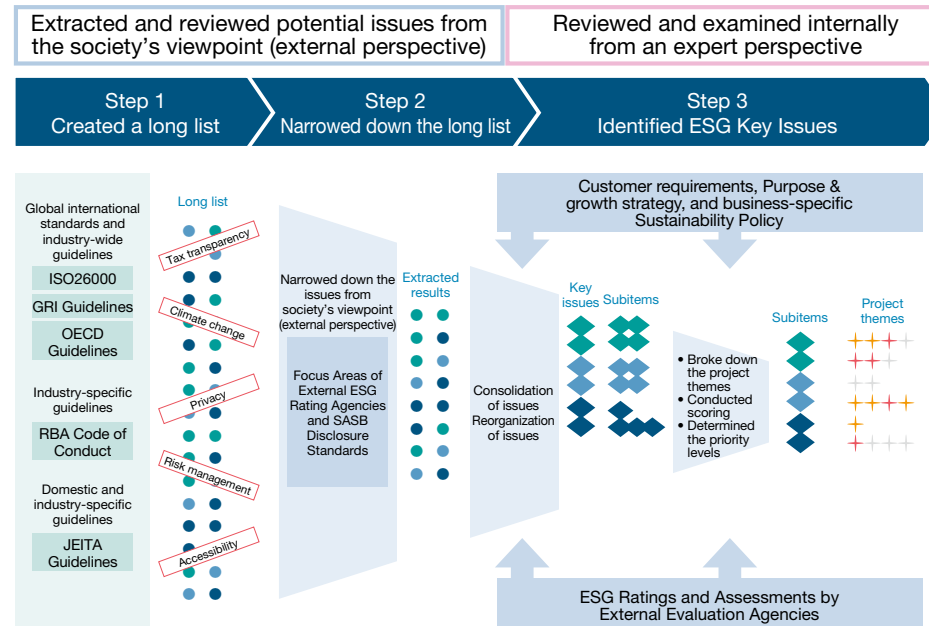 Extracted and reviewed potential issues from
the society's viewpoint (external perspective)
Reviewed and examined internally
from an expert perspective
Step 1
Created a long list
Step 2
Narrowed down the long list
Step 3
Identified ESG Key Issues
Global international
standards and
industry-wide
guidelines
ISO26000
GRI Guidelines
OECD
Guidelines
Industry-specific
guidelines
RBA Code of
Conduct
Domestic and
industry-specific
guidelines
JEITA
Guidelines
Long list
Tax transparency
Climate change
Privacy
Risk management
Accessibility
Narrowed down the
issues from
society's viewpoint
(external perspective)
Focus Areas of
External ESG
Rating Agencies
and SASB
Disclosure
Standards
Extracted
results
Customer requirements, Purpose &
growth strategy, and business-specific
Sustainability Policy
Consolidation
of issues
Reorganization
of issues
Key
issues
Subitems
• Broke down
the project
themes
• Conducted
scoring
• Determined
the priority
levels
Subitems
Project
themes
ESG Ratings and Assessments by
External Evaluation Agencies